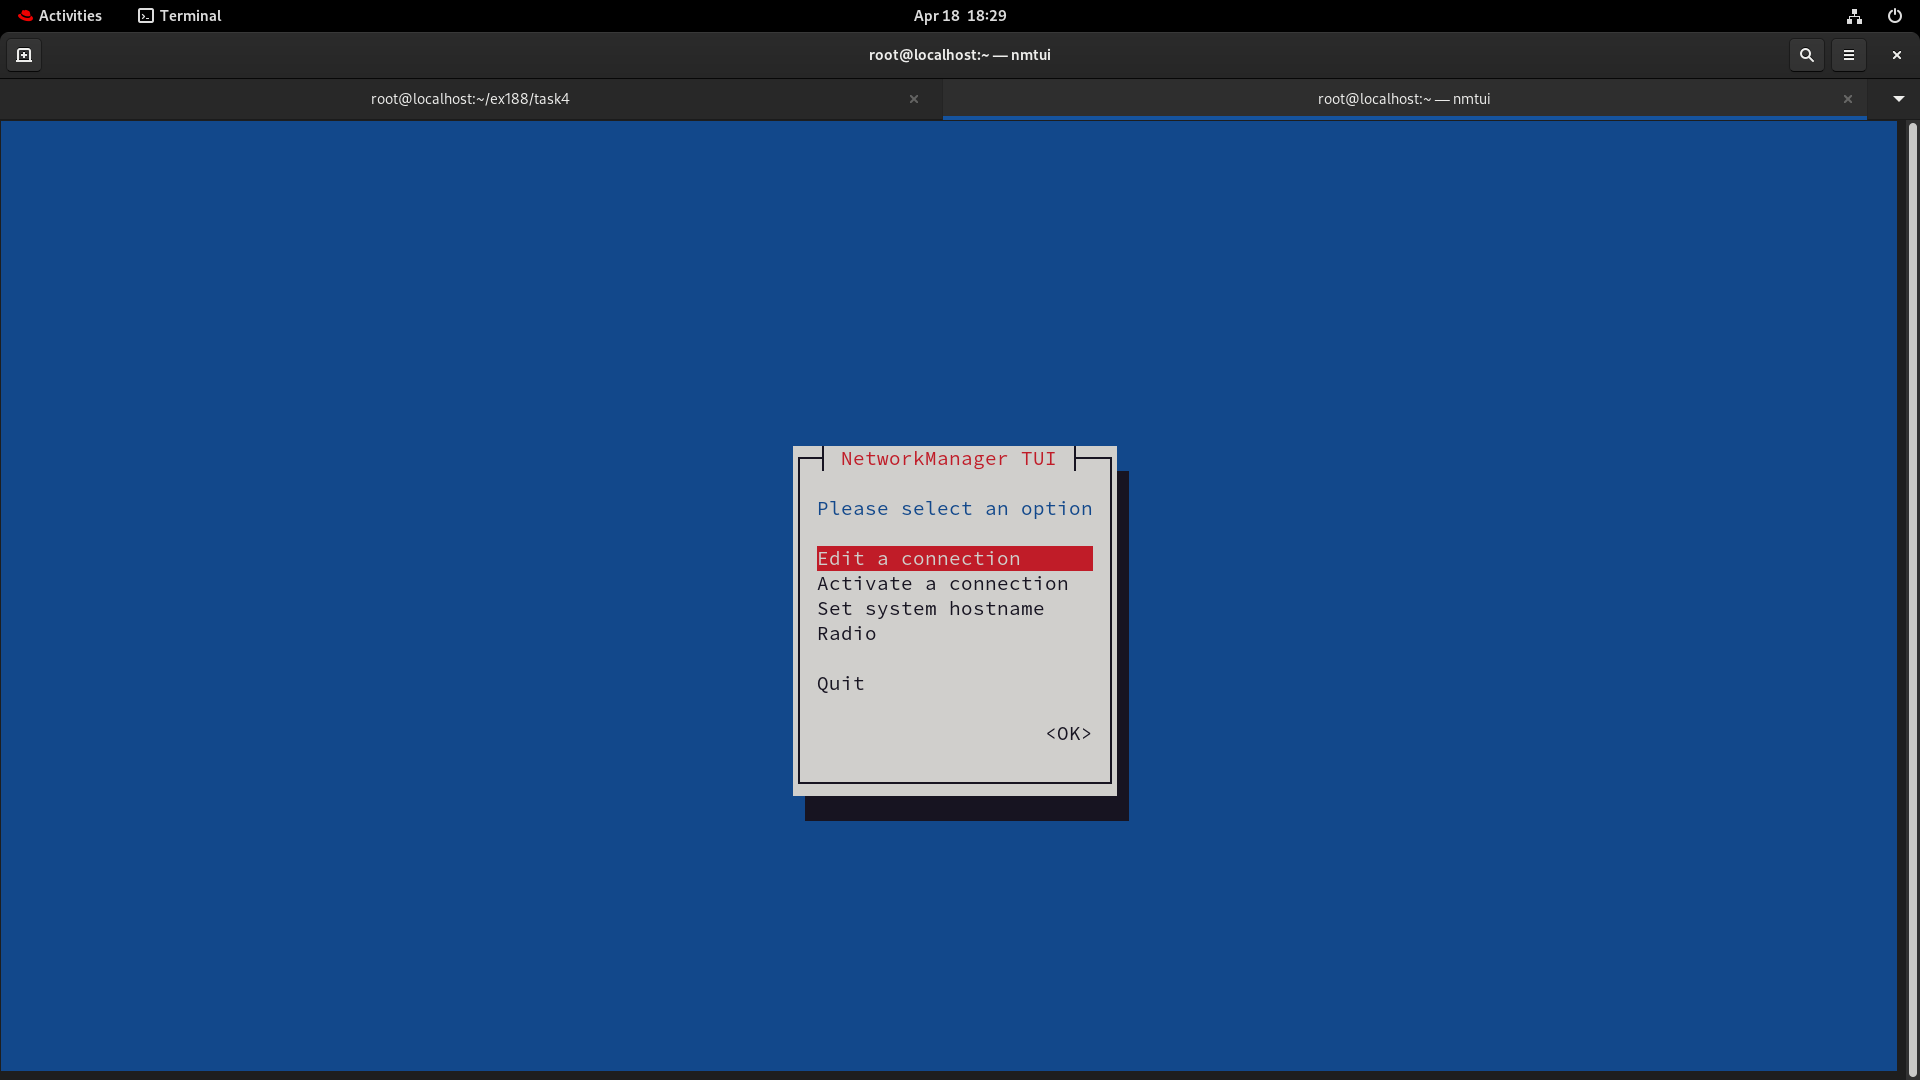 Activities Terminal Apr 18 18:29
root@localhost:~ — nmtui
root@localhost:~/ex188/task4 root@localhost:~ — nmtui
NetworkManager TUI
Please select an option
Edit a connection
Activate a connection
Set system hostname
Radio
Quit
<OK>